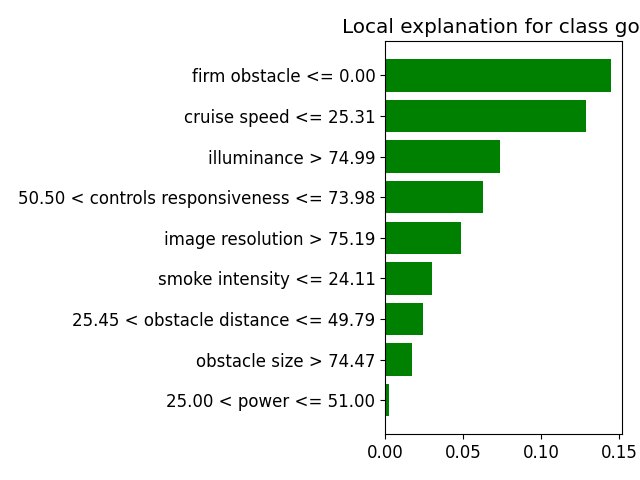 Local explanation for class go
firm obstacle <= 0.00
cruise speed <= 25.31
illuminance > 74.99
50.50 < controls responsiveness <= 73.98
image resolution > 75.19
smoke intensity <= 24.11
25.45 < obstacle distance <= 49.79
obstacle size > 74.47
25.00 < power <= 51.00
0.00 0.05 0.10 0.15